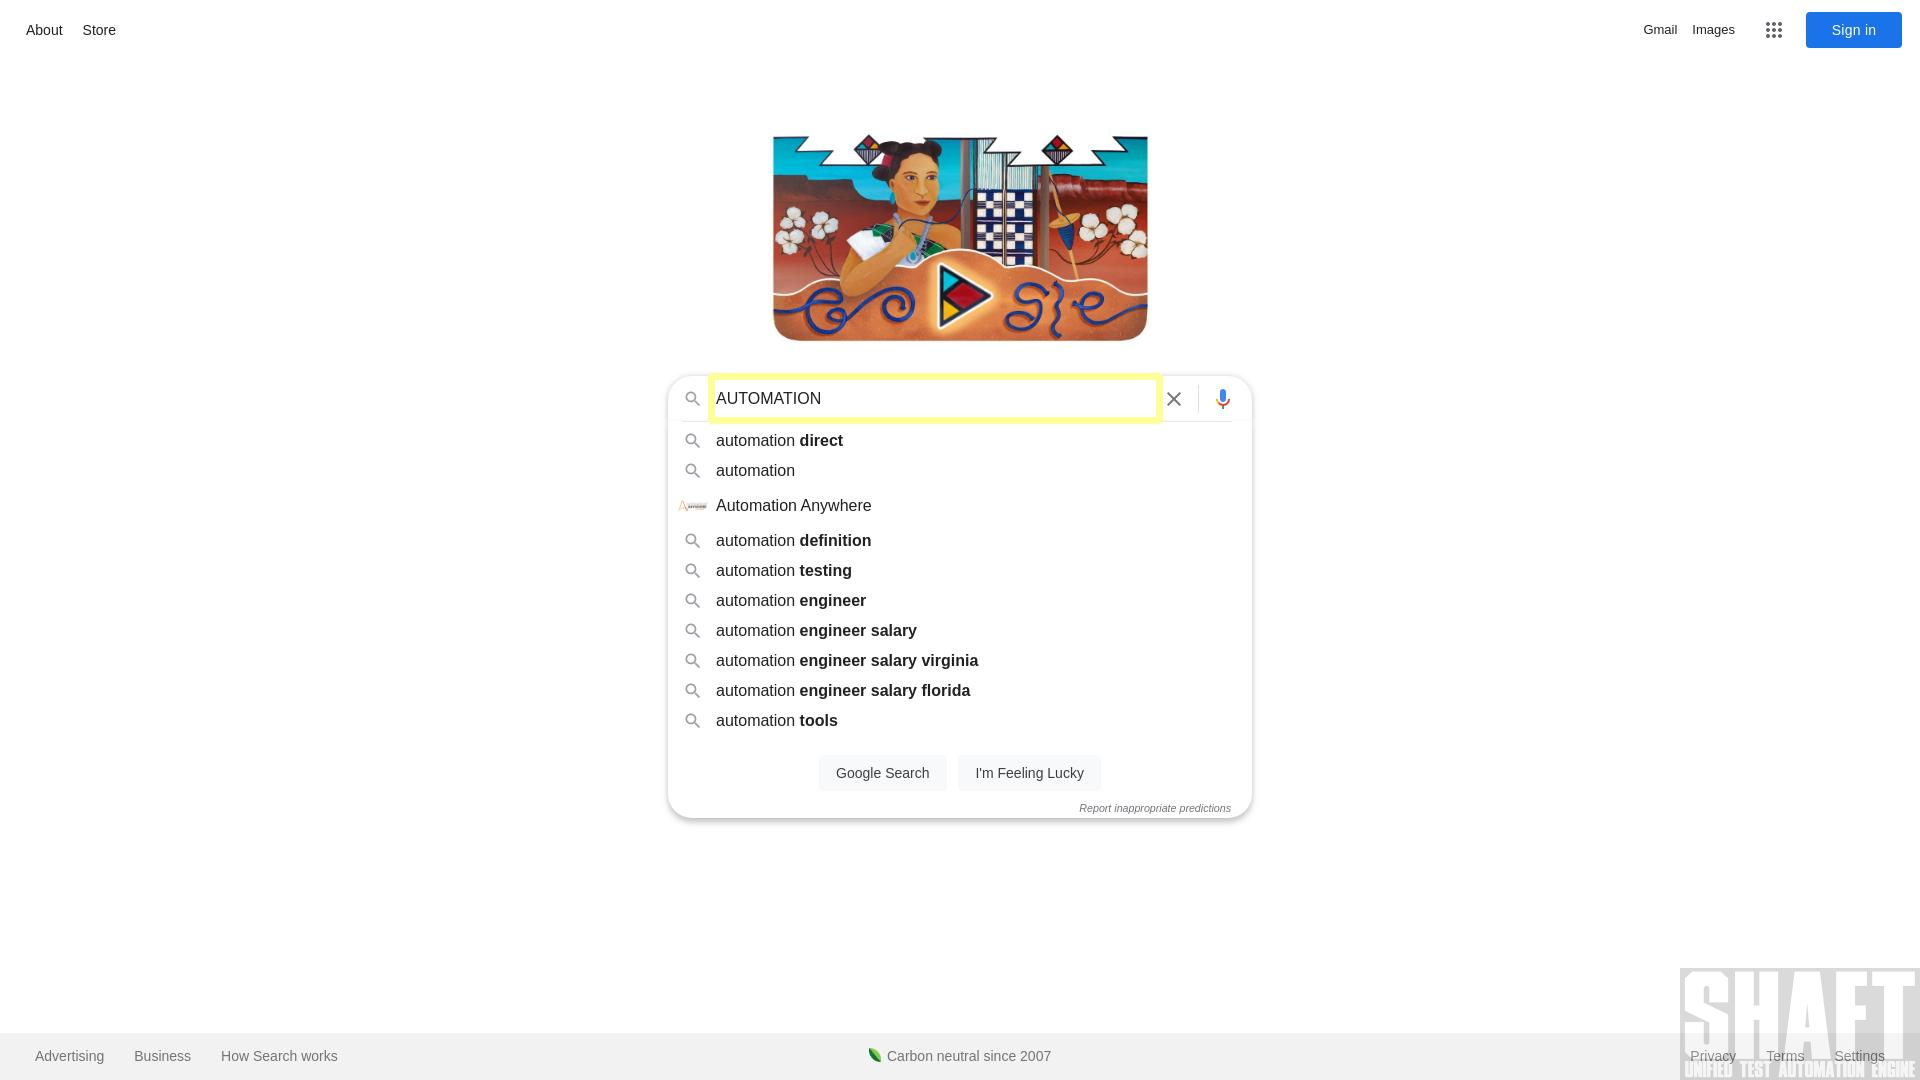 About Store
Gmail Images Sign in
AUTOMATION
automation direct
automation
Automation Anywhere
automation definition
automation testing
automation engineer
automation engineer salary
automation engineer salary virginia
automation engineer salary florida
automation tools
Google Search I'm Feeling Lucky
Report inappropriate predictions
Advertising Business How Search works
Carbon neutral since 2007
Privacy Terms Settings
SHAFT
UNIFIED TEST AUTOMATION ENGINE